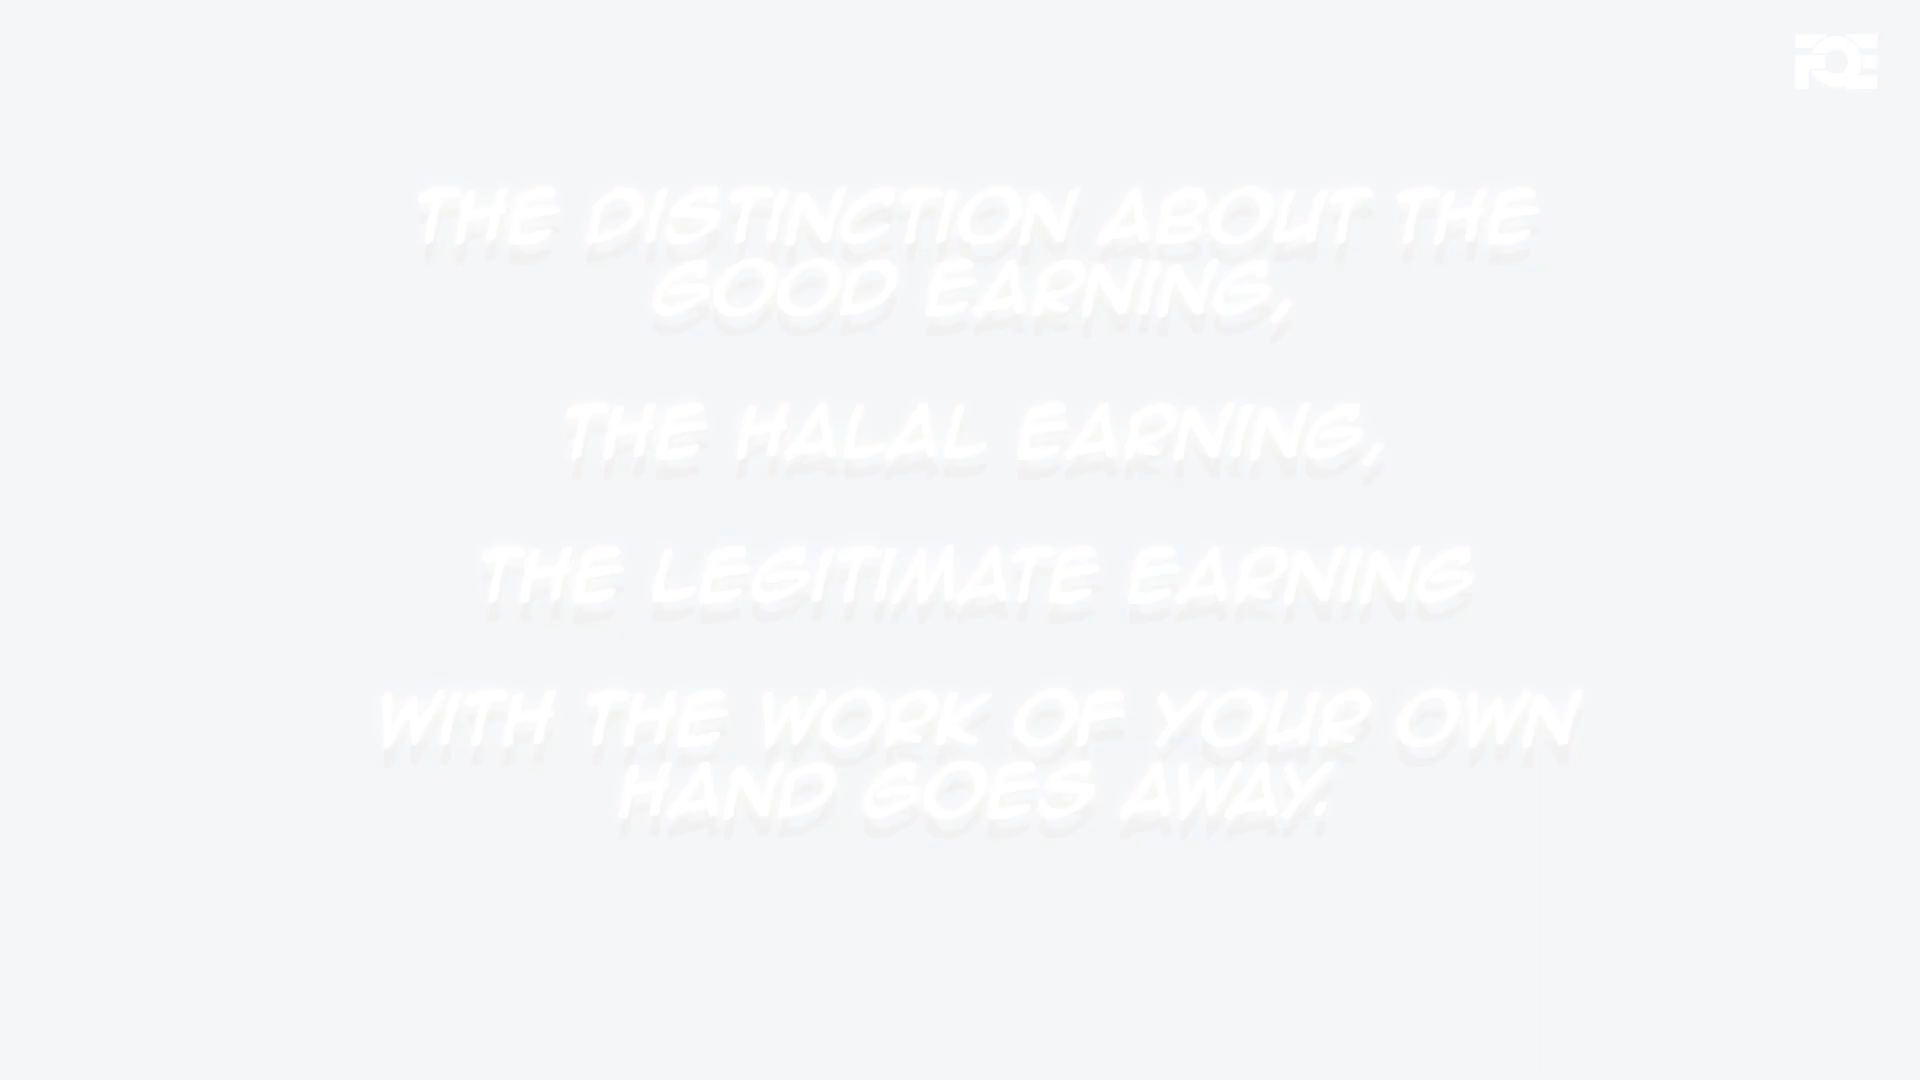 FQE
THE DISTINCTION ABOUT THE
GOOD EARNING,
THE HALAL EARNING,
THE LEGITIMATE EARNING
WITH THE WORK OF YOUR OWN
HAND GOES AWAY.